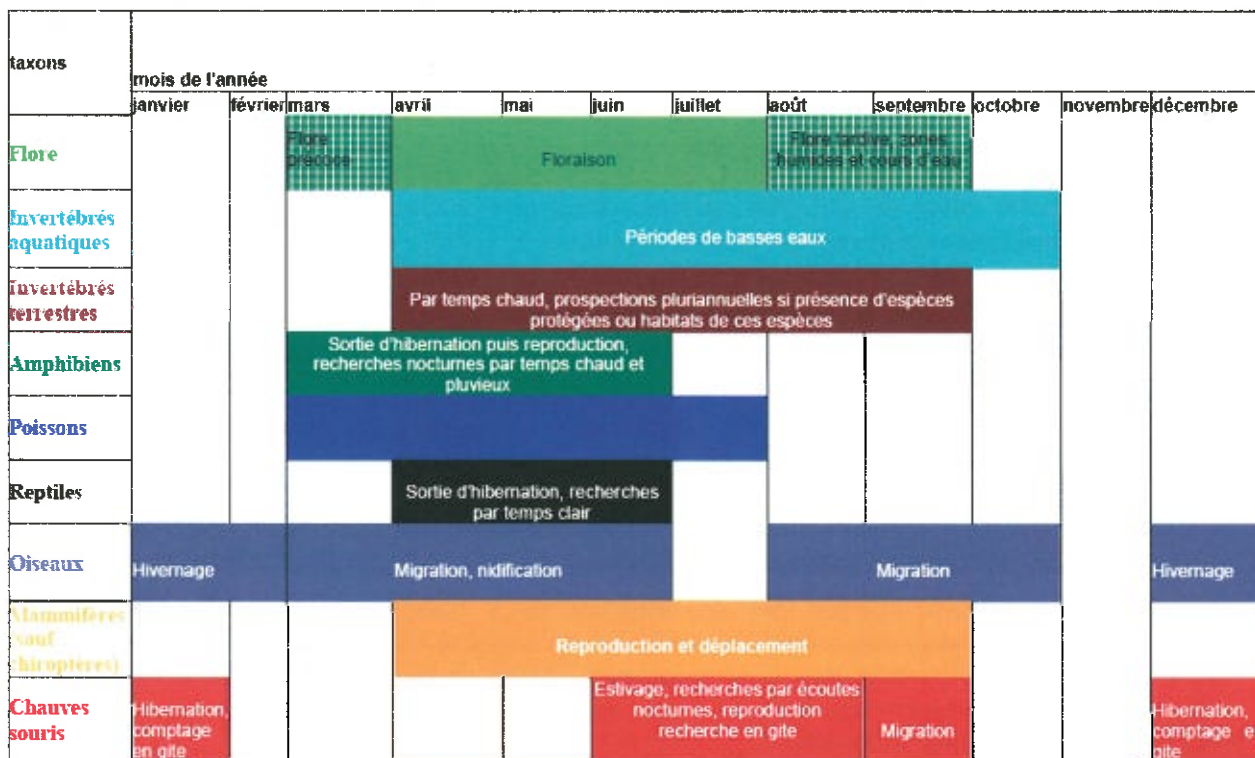 taxons
mois de l'année
janvier février mars avril mai juin juillet août septembre octobre novembre décembre
Flore
Flore
précoce
Floraison
Flore tardive, zones
humides et cours d'eau
Invertébrés
aquatiques
Périodes de basses eaux
Invertébrés
terrestres
Par temps chaud, prospections pluriannuelles si présence d'espèces
protégées ou habitats de ces espèces
Amphibiens
Sortie d'hibernation puis reproduction,
recherches nocturnes par temps chaud et
pluvieux
Poissons
Reptiles
Sortie d'hibernation, recherches
par temps clair
Oiseaux
Hivernage
Migration, nidification
Migration
Hivernage
Mammifères
(sauf
chiroptères)
Reproduction et déplacement
Chauves
souris
Hibernation,
comptage
en gite
Estivage, recherches par écoutes
nocturnes, reproduction
recherche en gite
Migration
Hibernation,
comptage e
gite